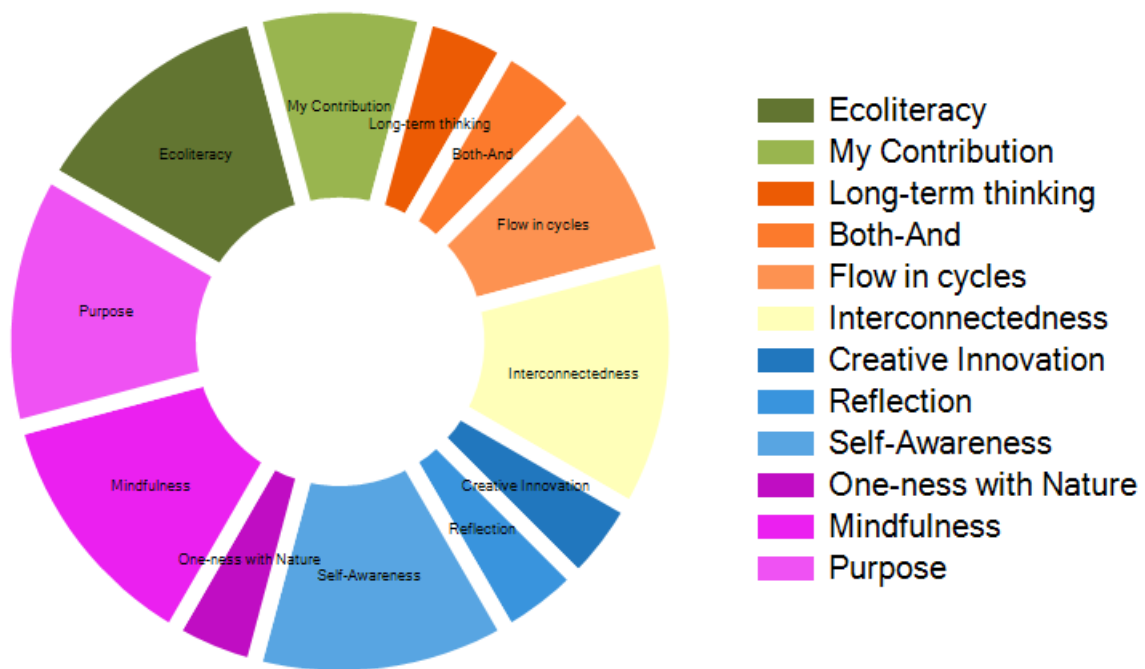 My Contribution
Long-term thinking
Ecoliteracy
Both-And
Flow in cycles
Purpose
Interconnectedness
Mindfulness
Creative Innovation
Reflection
One-ness with Nature
Self-Awareness
Ecoliteracy
My Contribution
Long-term thinking
Both-And
Flow in cycles
Interconnectedness
Creative Innovation
Reflection
Self-Awareness
One-ness with Nature
Mindfulness
Purpose